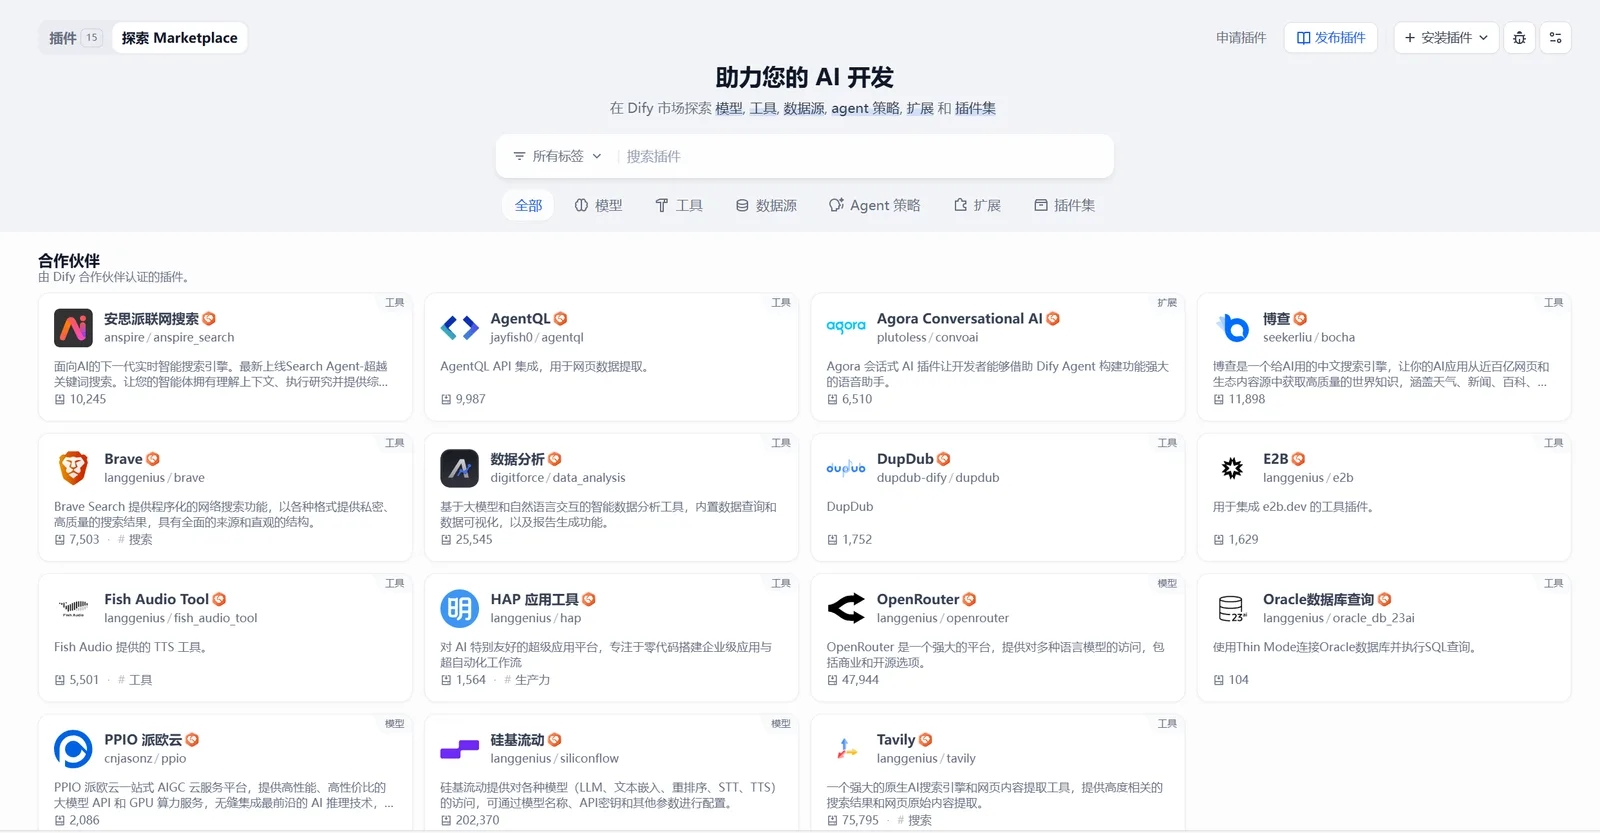 插件 15 探索 Marketplace
申请插件 发布插件 安装插件
助力您的 AI 开发
在 Dify 市场探索 模型, 工具, 数据源, agent 策略, 扩展 和 插件集
所有标签 搜索插件
全部 模型 工具 数据源 Agent 策略 扩展 插件集
合作伙伴
由 Dify 合作伙伴认证的插件。
工具
安思派联网搜索
anspire / anspire_search
面向AI的下一代实时智能搜索引擎。最新上线Search Agent-超越
关键词搜索。让您的智能体拥有理解上下文、执行研究并提供综...
10,245
工具
AgentQL
jayfish0 / agentql
AgentQL API 集成，用于网页数据提取。
9,987
扩展
agora
Agora Conversational AI
plutoless / convoai
Agora 会话式 AI 插件让开发者能够借助 Dify Agent 构建功能强大
的语音助手。
6,510
工具
博查
seekerliu / bocha
博查是一个给AI用的中文搜索引擎，让你的AI应用从近百亿网页和
生态内容源中获取高质量的世界知识，涵盖天气、新闻、百科、...
11,898
工具
Brave
langgenius / brave
Brave Search 提供程序化的网络搜索功能，以各种格式提供私密、
高质量的搜索结果，具有全面的来源和直观的结构。
7,503 · # 搜索
工具
数据分析
digitforce / data_analysis
基于大模型和自然语言交互的智能数据分析工具，内置数据查询和
数据可视化，以及报告生成功能。
25,545
工具
dupdub
DupDub
dupdub-dify / dupdub
DupDub
1,752
工具
E2B
langgenius / e2b
用于集成 e2b.dev 的工具插件。
1,629
工具
Fish Audio
Fish Audio Tool
langgenius / fish_audio_tool
Fish Audio 提供的 TTS 工具。
5,501 · # 工具
工具
明
HAP 应用工具
langgenius / hap
对 AI 特别友好的超级应用平台，专注于零代码搭建企业级应用与
超自动化工作流
1,564 · # 生产力
模型
OpenRouter
langgenius / openrouter
OpenRouter 是一个强大的平台，提供对多种语言模型的访问，包
括商业和开源选项。
47,944
工具
23ai
Oracle数据库查询
langgenius / oracle_db_23ai
使用Thin Mode连接Oracle数据库并执行SQL查询。
104
模型
PPIO 派欧云
cnjasonz / ppio
PPIO 派欧云一站式 AIGC 云服务平台，提供高性能、高性价比的
大模型 API 和 GPU 算力服务，无缝集成最前沿的 AI 推理技术，...
2,086
模型
硅基流动
langgenius / siliconflow
硅基流动提供对各种模型（LLM、文本嵌入、重排序、STT、TTS）
的访问，可通过模型名称、API密钥和其他参数进行配置。
202,370
工具
Tavily
langgenius / tavily
一个强大的原生AI搜索引擎和网页内容提取工具，提供高度相关的
搜索结果和网页原始内容提取。
75,795 · # 搜索